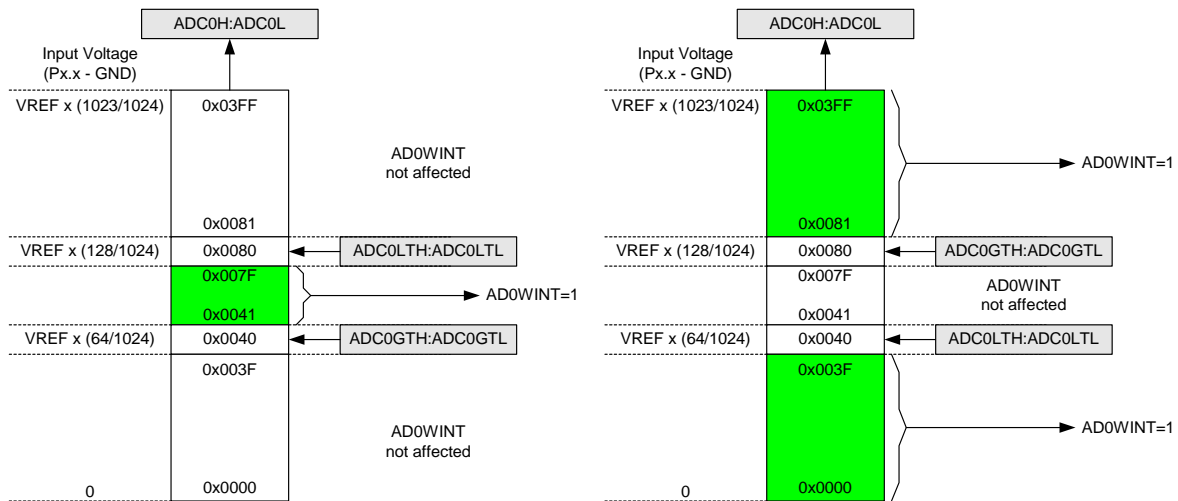 ADC0H:ADC0L
Input Voltage
(Px.x - GND)
VREF x (1023/1024)
0x03FF
AD0WINT
not affected
0x0081
VREF x (128/1024)
0x0080
ADC0LTH:ADC0LTL
0x007F
AD0WINT=1
0x0041
VREF x (64/1024)
0x0040
ADC0GTH:ADC0GTL
0x003F
AD0WINT
not affected
0
0x0000
ADC0H:ADC0L
Input Voltage
(Px.x - GND)
VREF x (1023/1024)
0x03FF
AD0WINT=1
0x0081
VREF x (128/1024)
0x0080
ADC0GTH:ADC0GTL
0x007F
AD0WINT
not affected
0x0041
VREF x (64/1024)
0x0040
ADC0LTH:ADC0LTL
0x003F
AD0WINT=1
0
0x0000